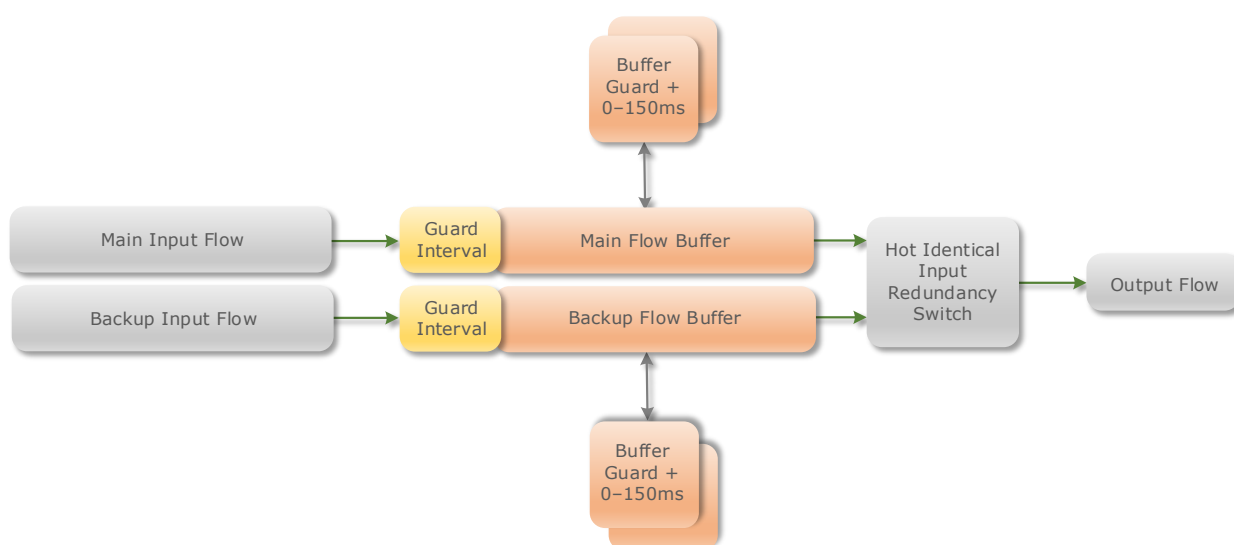 Buffer
Guard +
0–150ms
Main Input Flow
Guard
Interval
Main Flow Buffer
Hot Identical
Input
Redundancy
Switch
Output Flow
Backup Input Flow
Guard
Interval
Backup Flow Buffer
Buffer
Guard +
0–150ms